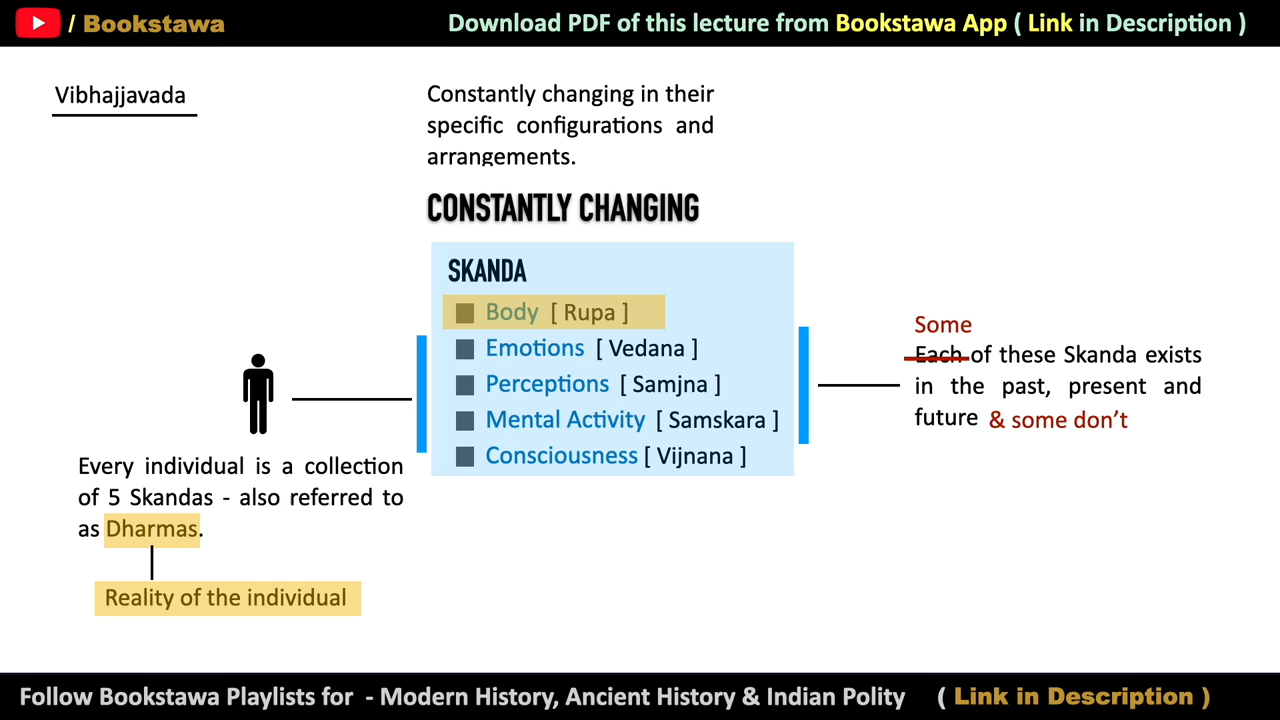 / Bookstawa
Download PDF of this lecture from Bookstawa App ( Link in Description )
Vibhajjavada
Constantly changing in their
specific configurations and
arrangements.
CONSTANTLY CHANGING
SKANDA
Body [ Rupa ]
Emotions [ Vedana ]
Perceptions [ Samjna ]
Mental Activity [ Samskara ]
Consciousness [ Vijnana ]
Every individual is a collection
of 5 Skandas - also referred to
as Dharmas.
Reality of the individual
Some
Each of these Skanda exists
in the past, present and
future & some don't
Follow Bookstawa Playlists for - Modern History, Ancient History & Indian Polity ( Link in Description )